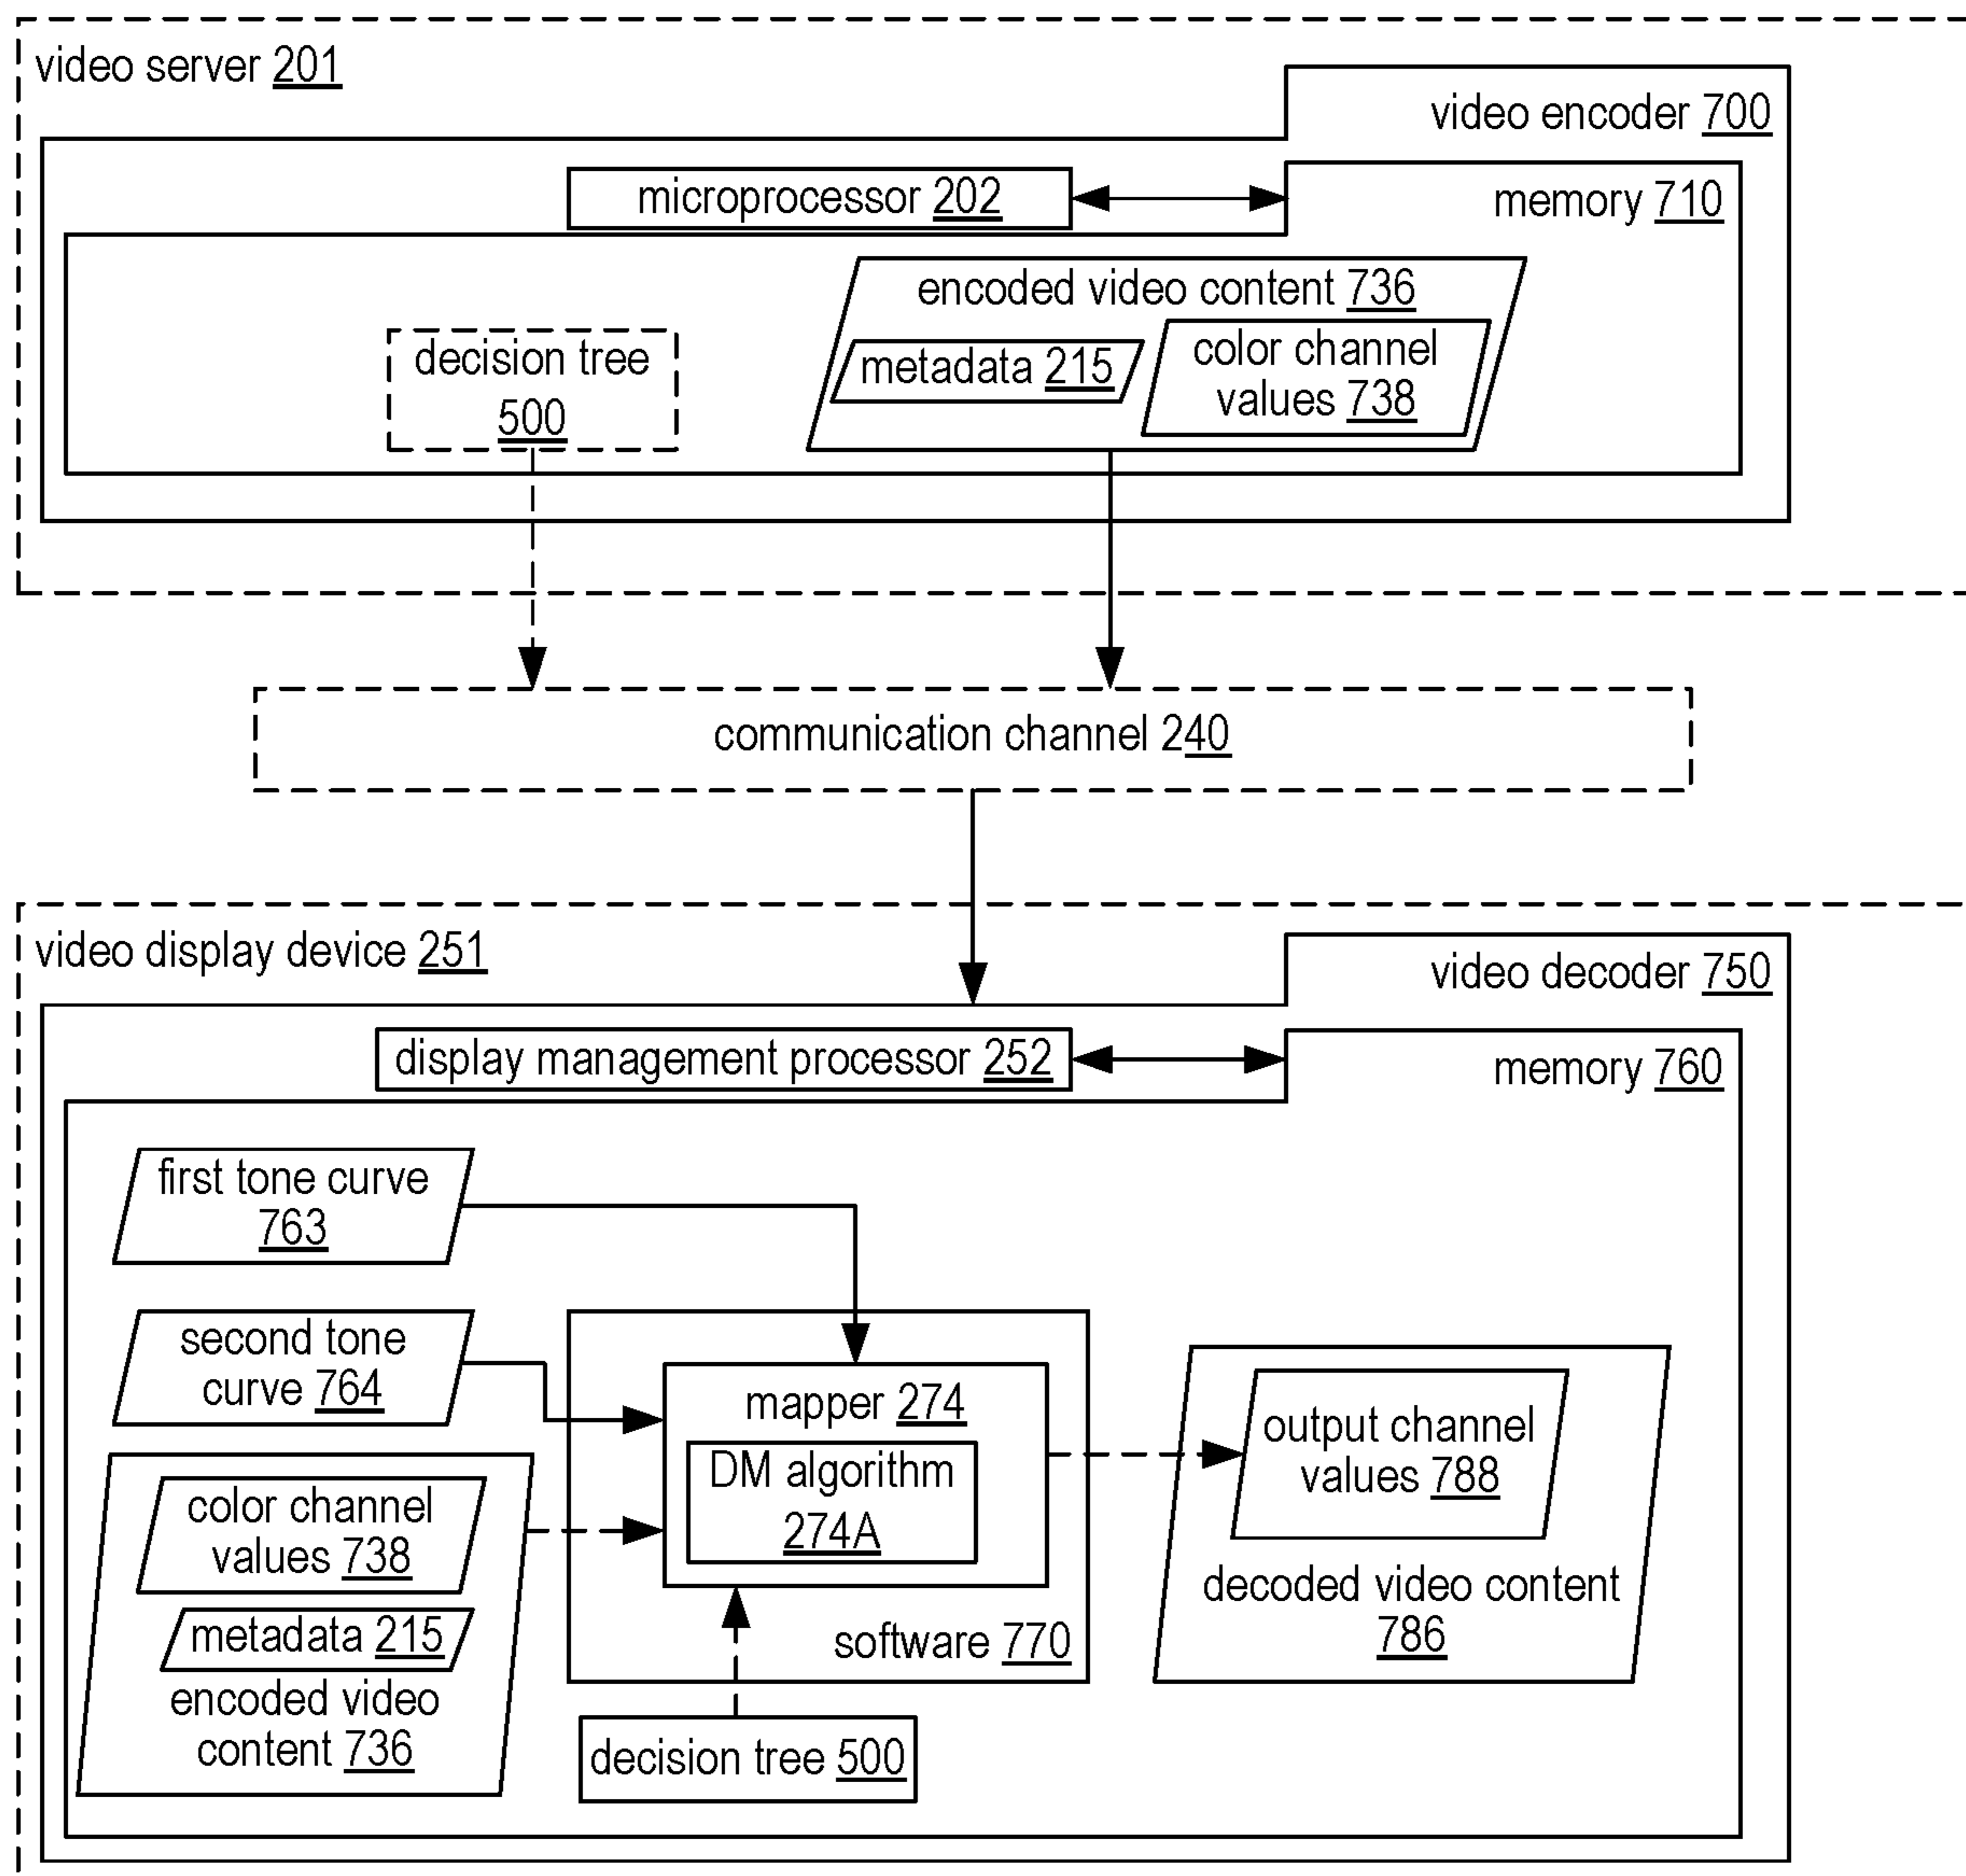 video server 201
video encoder 700
microprocessor 202
memory 710
encoded video content 736
decision tree
500
metadata 215
color channel
values 738
communication channel 240
video display device 251
video decoder 750
display management processor 252
memory 760
first tone curve
763
second tone
curve 764
mapper 274
DM algorithm
274A
output channel
values 788
color channel
values 738
decoded video content
786
metadata 215
software 770
encoded video
content 736
decision tree 500